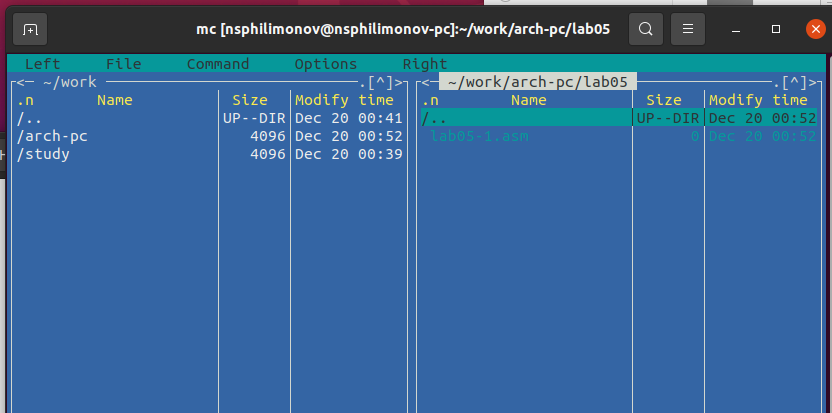 mc [nsphilimonov@nsphilimonov-pc]:~/work/arch-pc/lab05
Left File Command Options Right
<─ ~/work ─.[^]>
.n Name Size Modify time
/.. UP--DIR Dec 20 00:41
/arch-pc 4096 Dec 20 00:52
/study 4096 Dec 20 00:39
<─ ~/work/arch-pc/lab05 ─.[^]>
.n Name Size Modify time
/.. UP--DIR Dec 20 00:52
lab05-1.asm 0 Dec 20 00:52